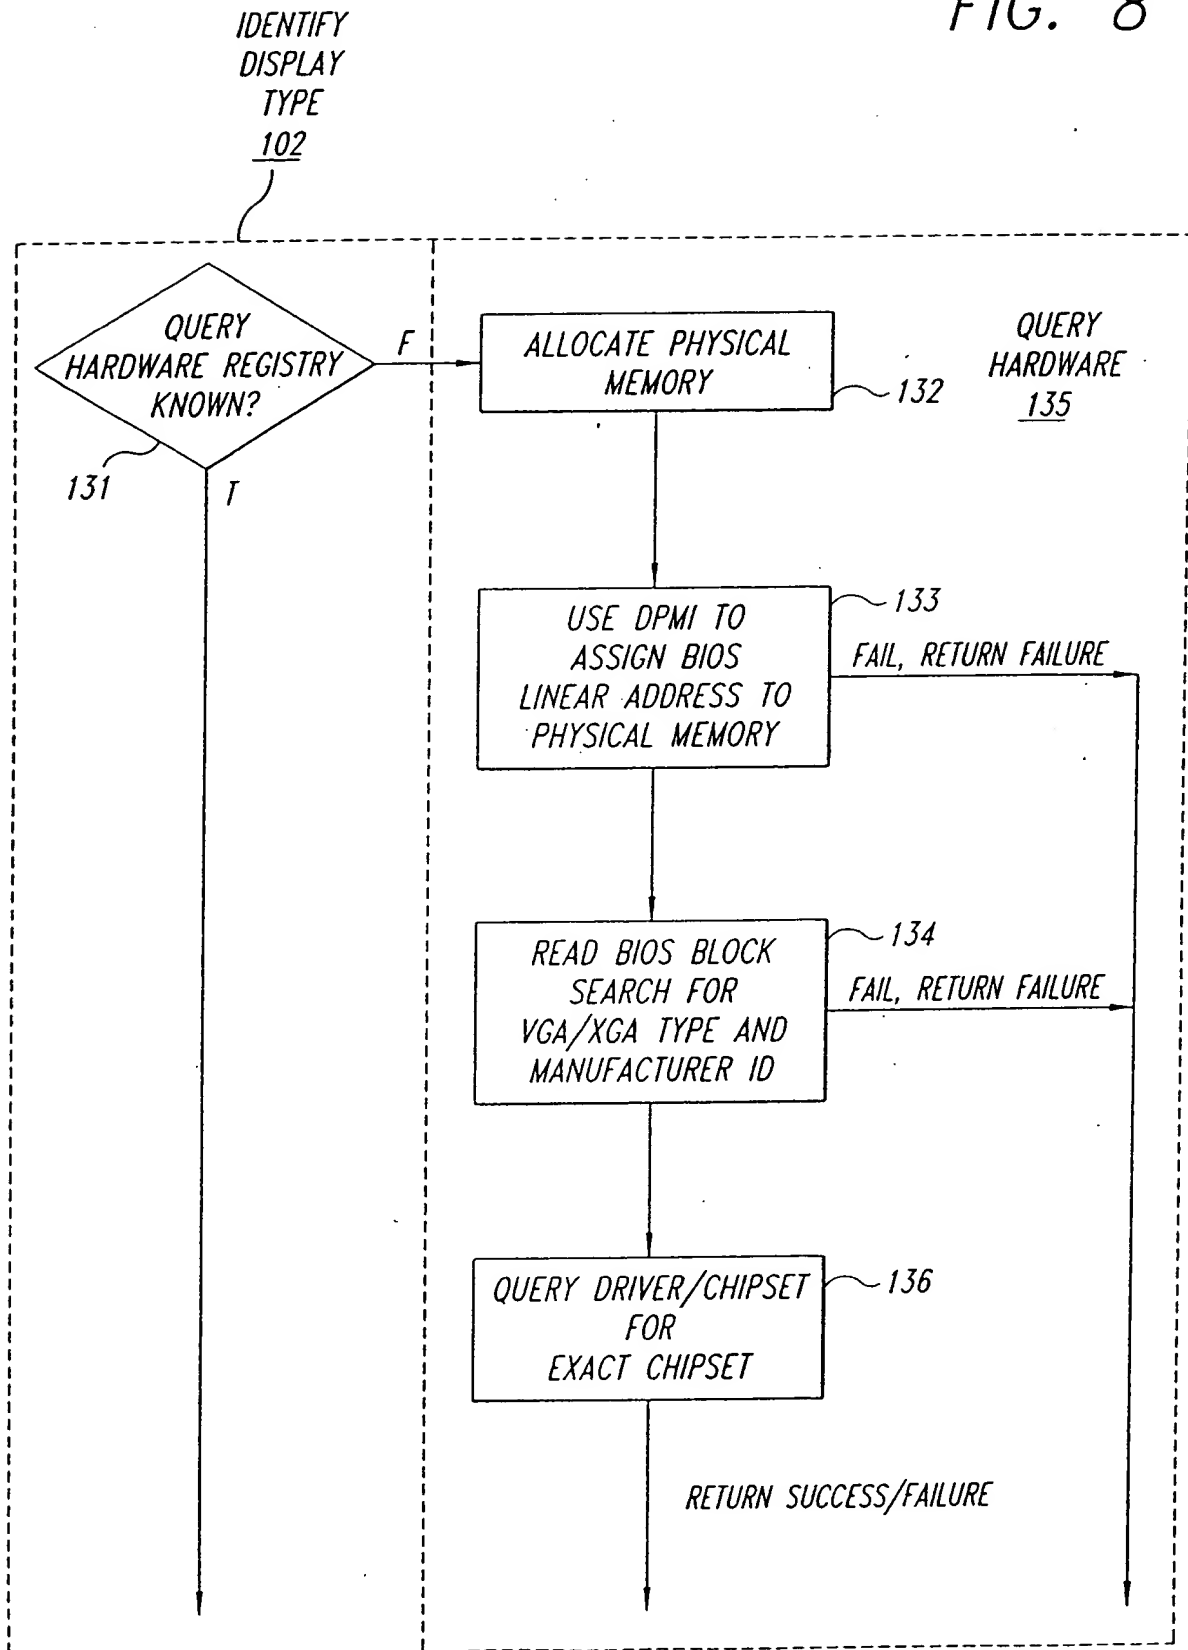 FIG. 8
IDENTIFY
DISPLAY
TYPE
102
QUERY
HARDWARE REGISTRY
KNOWN?
131
F
T
ALLOCATE PHYSICAL
MEMORY
132
QUERY
HARDWARE
135
USE DPMI TO
ASSIGN BIOS
LINEAR ADDRESS TO
PHYSICAL MEMORY
133
FAIL, RETURN FAILURE
READ BIOS BLOCK
SEARCH FOR
VGA/XGA TYPE AND
MANUFACTURER ID
134
FAIL, RETURN FAILURE
QUERY DRIVER/CHIPSET
FOR
EXACT CHIPSET
136
RETURN SUCCESS/FAILURE